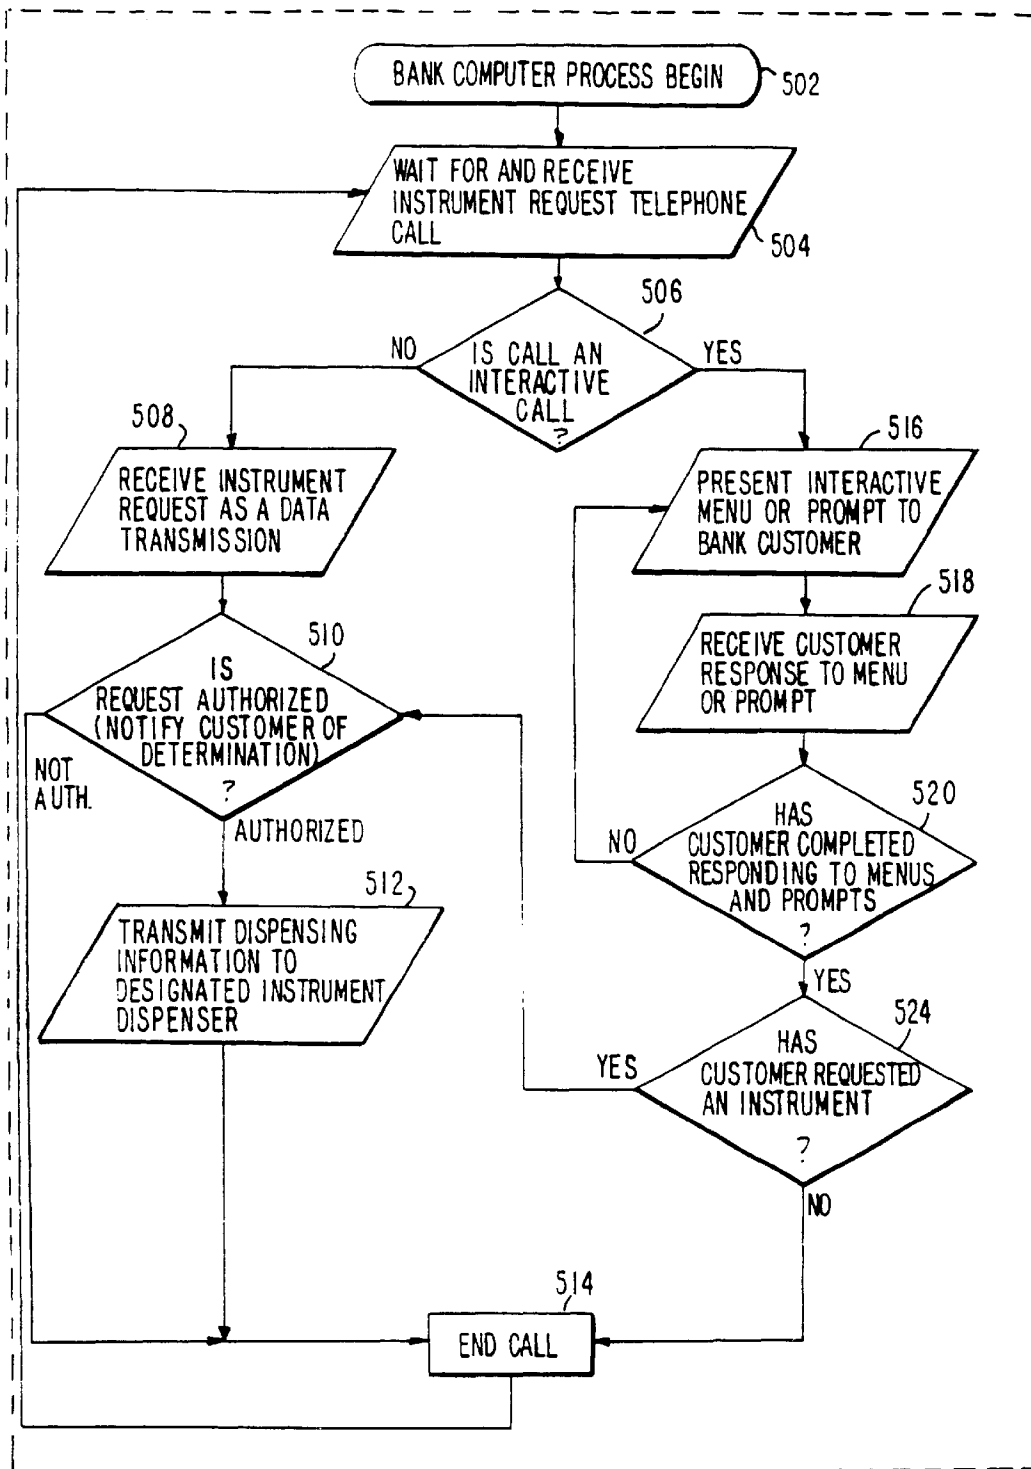 BANK COMPUTER PROCESS BEGIN
502
WAIT FOR AND RECEIVE
INSTRUMENT REQUEST TELEPHONE
CALL
504
506
NO
IS CALL AN
INTERACTIVE
CALL
?
YES
508
RECEIVE INSTRUMENT
REQUEST AS A DATA
TRANSMISSION
516
PRESENT INTERACTIVE
MENU OR PROMPT TO
BANK CUSTOMER
518
RECEIVE CUSTOMER
RESPONSE TO MENU
OR PROMPT
510
IS
REQUEST AUTHORIZED
(NOTIFY CUSTOMER OF
DETERMINATION)
?
NOT
AUTH.
AUTHORIZED
520
NO
HAS
CUSTOMER COMPLETED
RESPONDING TO MENUS
AND PROMPTS
?
YES
512
TRANSMIT DISPENSING
INFORMATION TO
DESIGNATED INSTRUMENT
DISPENSER
524
YES
HAS
CUSTOMER REQUESTED
AN INSTRUMENT
?
NO
514
END CALL